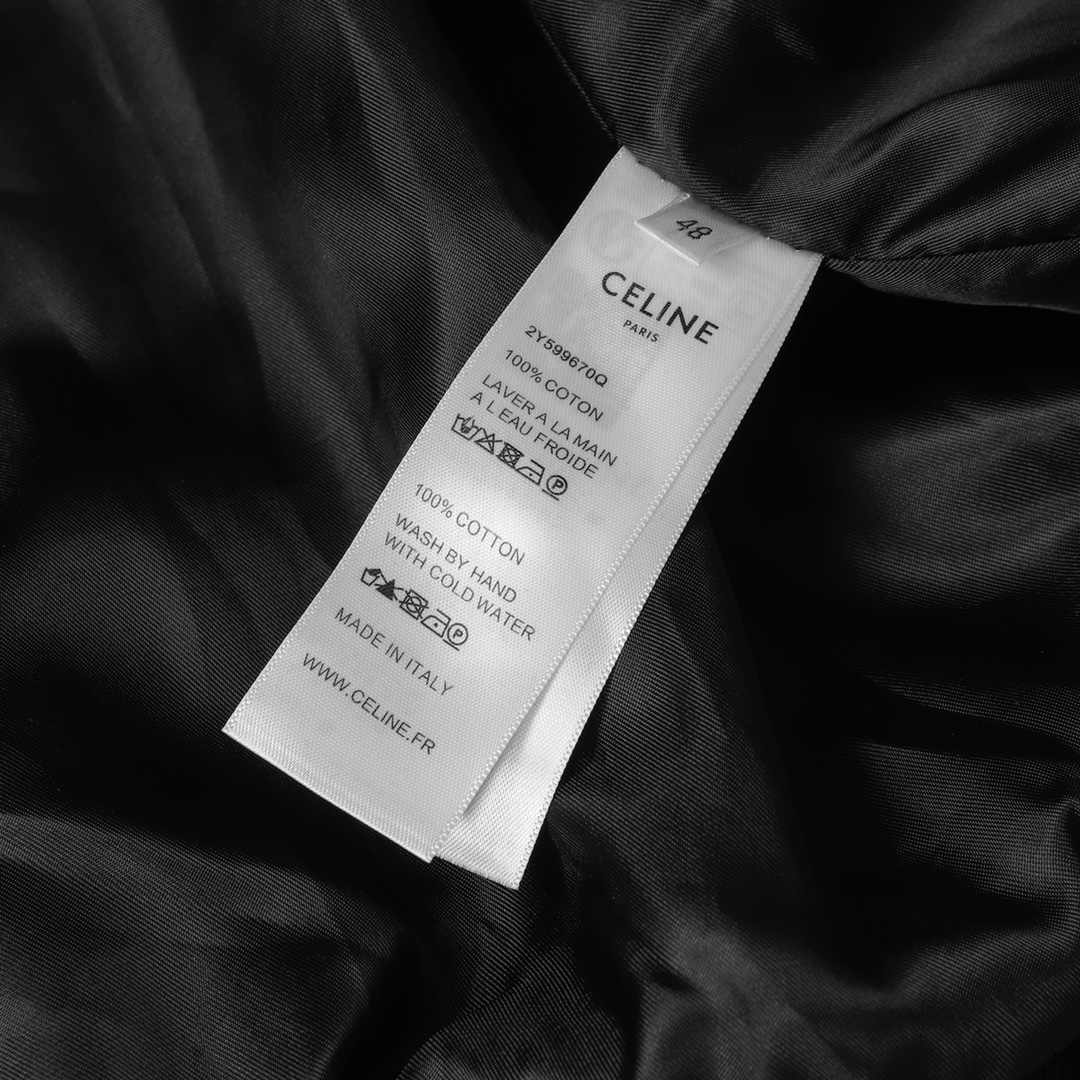 48
CELINE
PARIS
2Y599670Q
100% COTON
LAVER A LA MAIN
A L EAU FROIDE
P
100% COTTON
WASH BY HAND
WITH COLD WATER
P
MADE IN ITALY
WWW.CELINE.FR